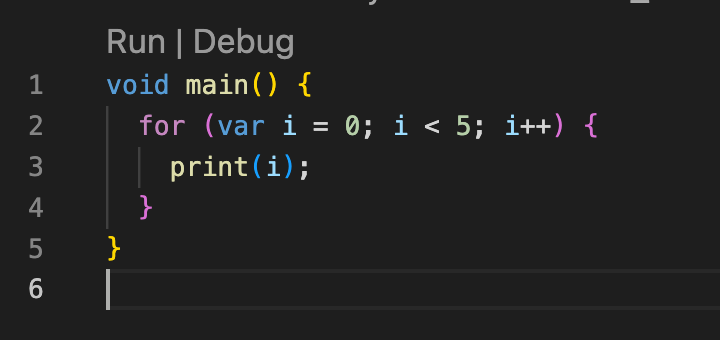 Run | Debug
1 void main() {
2   for (var i = 0; i < 5; i++) {
3     print(i);
4   }
5 }
6